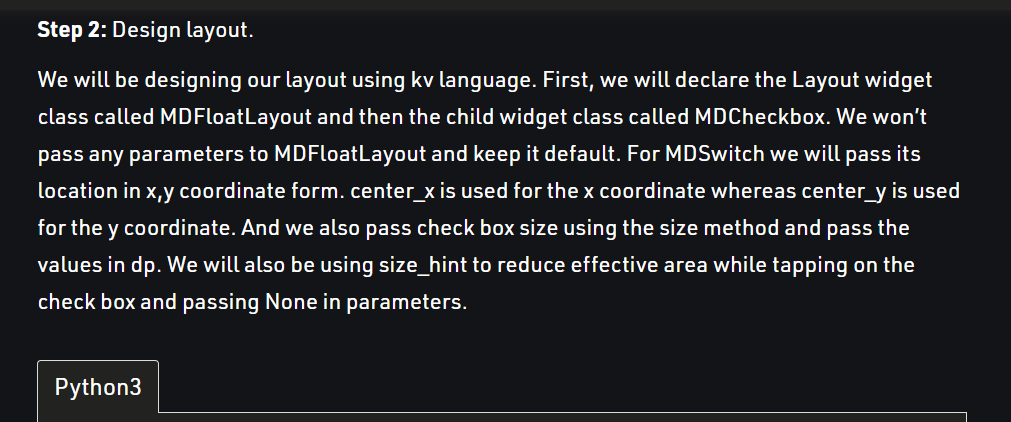 Step 2: Design layout.
We will be designing our layout using kv language. First, we will declare the Layout widget
class called MDFloatLayout and then the child widget class called MDCheckbox. We won’t
pass any parameters to MDFloatLayout and keep it default. For MDSwitch we will pass its
location in x,y coordinate form. center_x is used for the x coordinate whereas center_y is used
for the y coordinate. And we also pass check box size using the size method and pass the
values in dp. We will also be using size_hint to reduce effective area while tapping on the
check box and passing None in parameters.
Python3